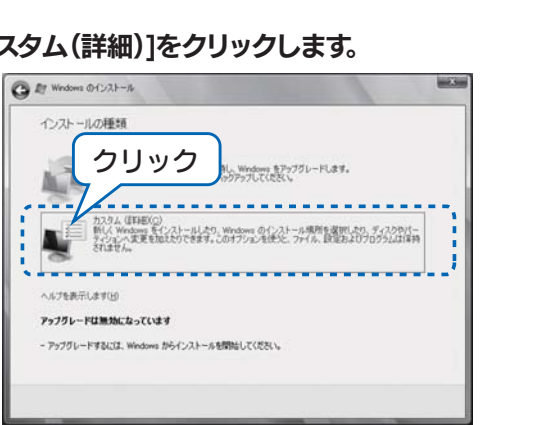 スタム（詳細）]をクリックします。
Windows のインストール
インストールの種類
クリック
し、Windows をアップグレードします。
ックアップしてください。
カスタム (詳細)(C)
新しく Windows をインストールしたり、Windows のインストール場所を選択したり、ディスクやパー
ティションへ変更を加えたりできます。このオプションを使うと、ファイル、設定およびプログラムは保持
されません。
ヘルプを表示します(H)
アップグレードは無効になっています
- アップグレードするには、Windows からインストールを開始してください。